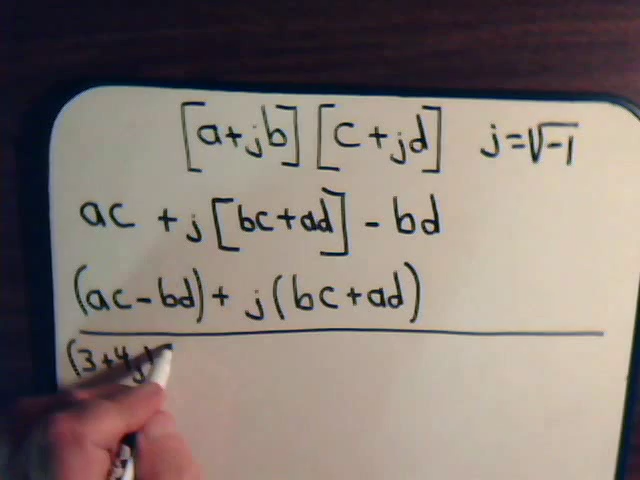 [a+jb] [c+jd] j=√-1
ac +j[bc+ad] - bd
(ac-bd)+ j(bc+ad)
(3+4j)